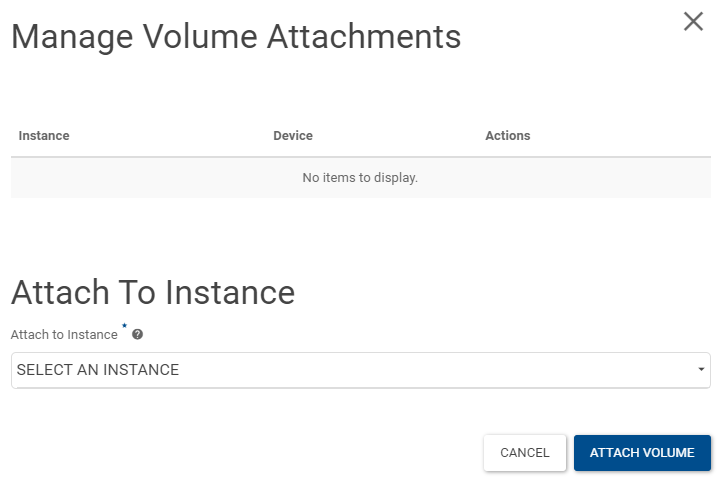 Manage Volume Attachments
Instance Device Actions
No items to display.
Attach To Instance
Attach to Instance *
SELECT AN INSTANCE
CANCEL ATTACH VOLUME